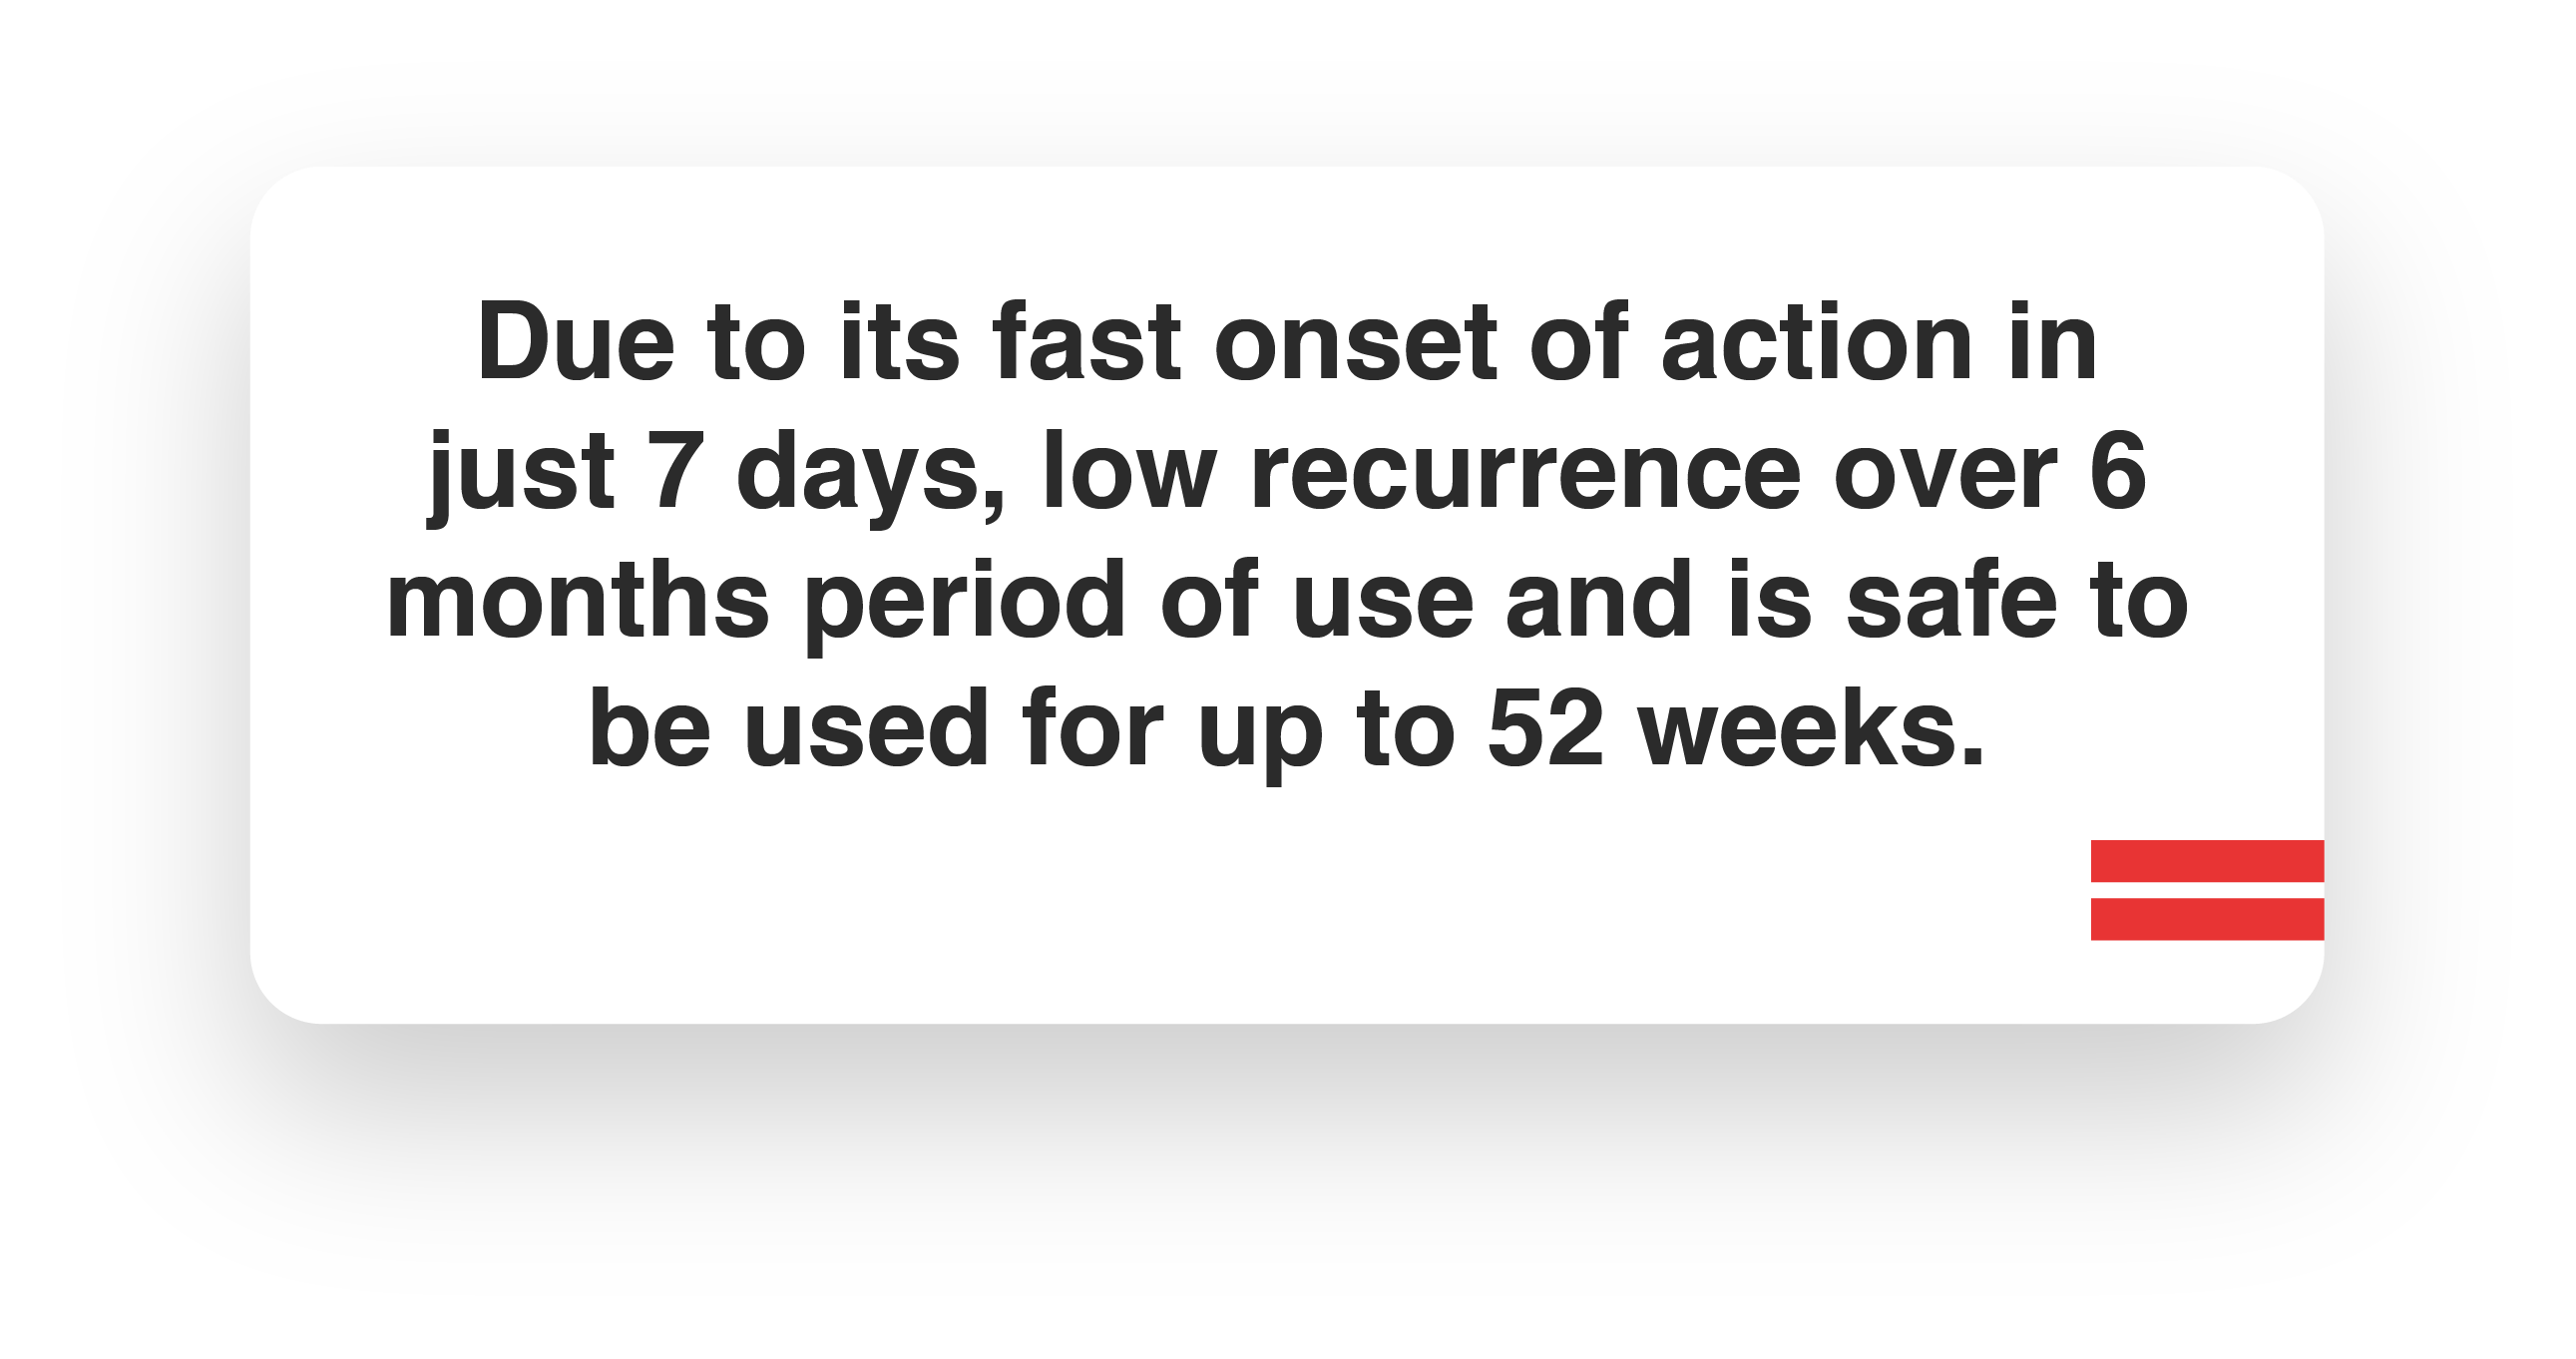 Due to its fast onset of action in
just 7 days, low recurrence over 6
months period of use and is safe to
be used for up to 52 weeks.